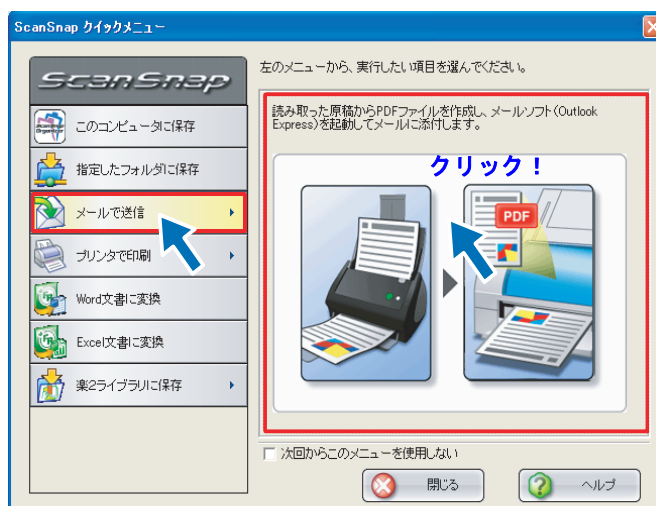 ScanSnap クイックメニュー
ScanSnap
左のメニューから、実行したい項目を選んでください。
このコンピュータに保存
指定したフォルダに保存
メールで送信
プリンタで印刷
Word文書に変換
Excel文書に変換
楽2ライブラリに保存
読み取った原稿からPDFファイルを作成し、メールソフト(Outlook
Express)を起動してメールに添付します。
クリック！
PDF
次回からこのメニューを使用しない
閉じる
ヘルプ